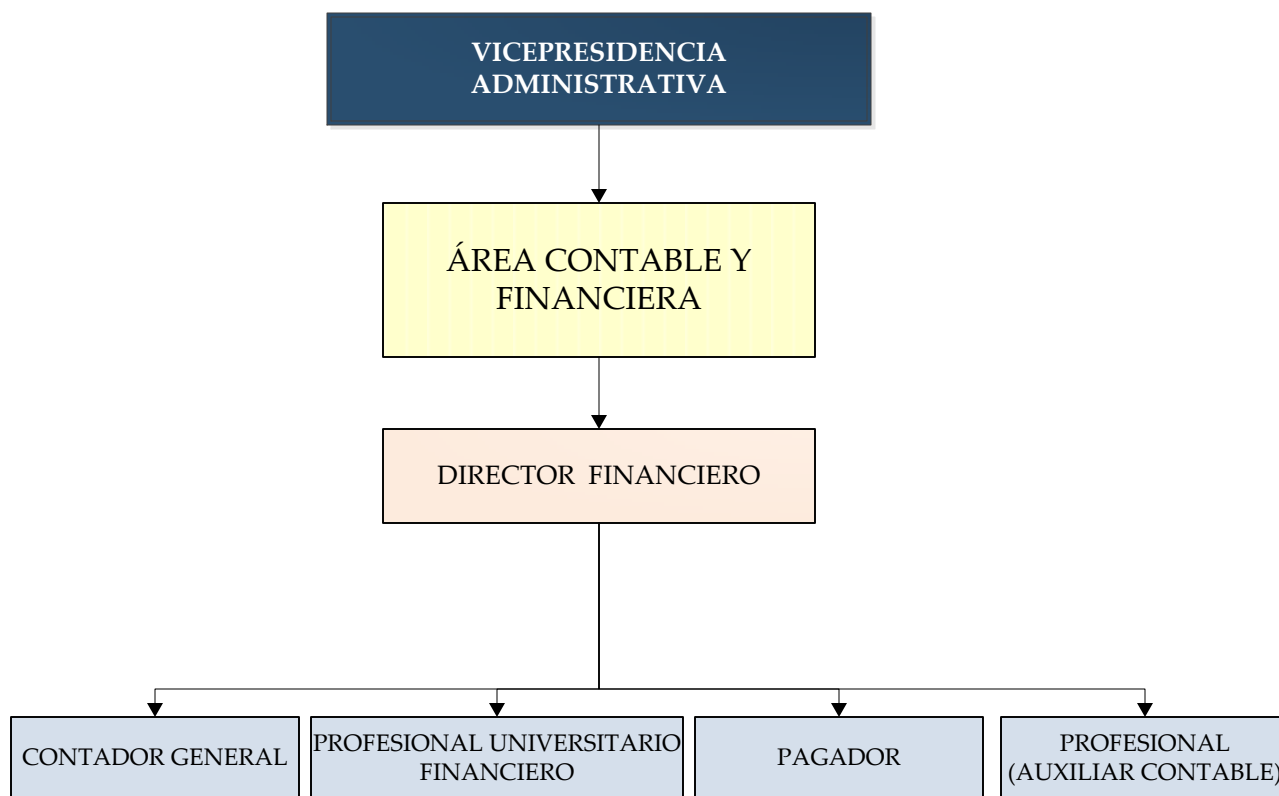 VICEPRESIDENCIA
ADMINISTRATIVA
ÁREA CONTABLE Y
FINANCIERA
DIRECTOR FINANCIERO
CONTADOR GENERAL
PROFESIONAL UNIVERSITARIO
FINANCIERO
PAGADOR
PROFESIONAL
(AUXILIAR CONTABLE)